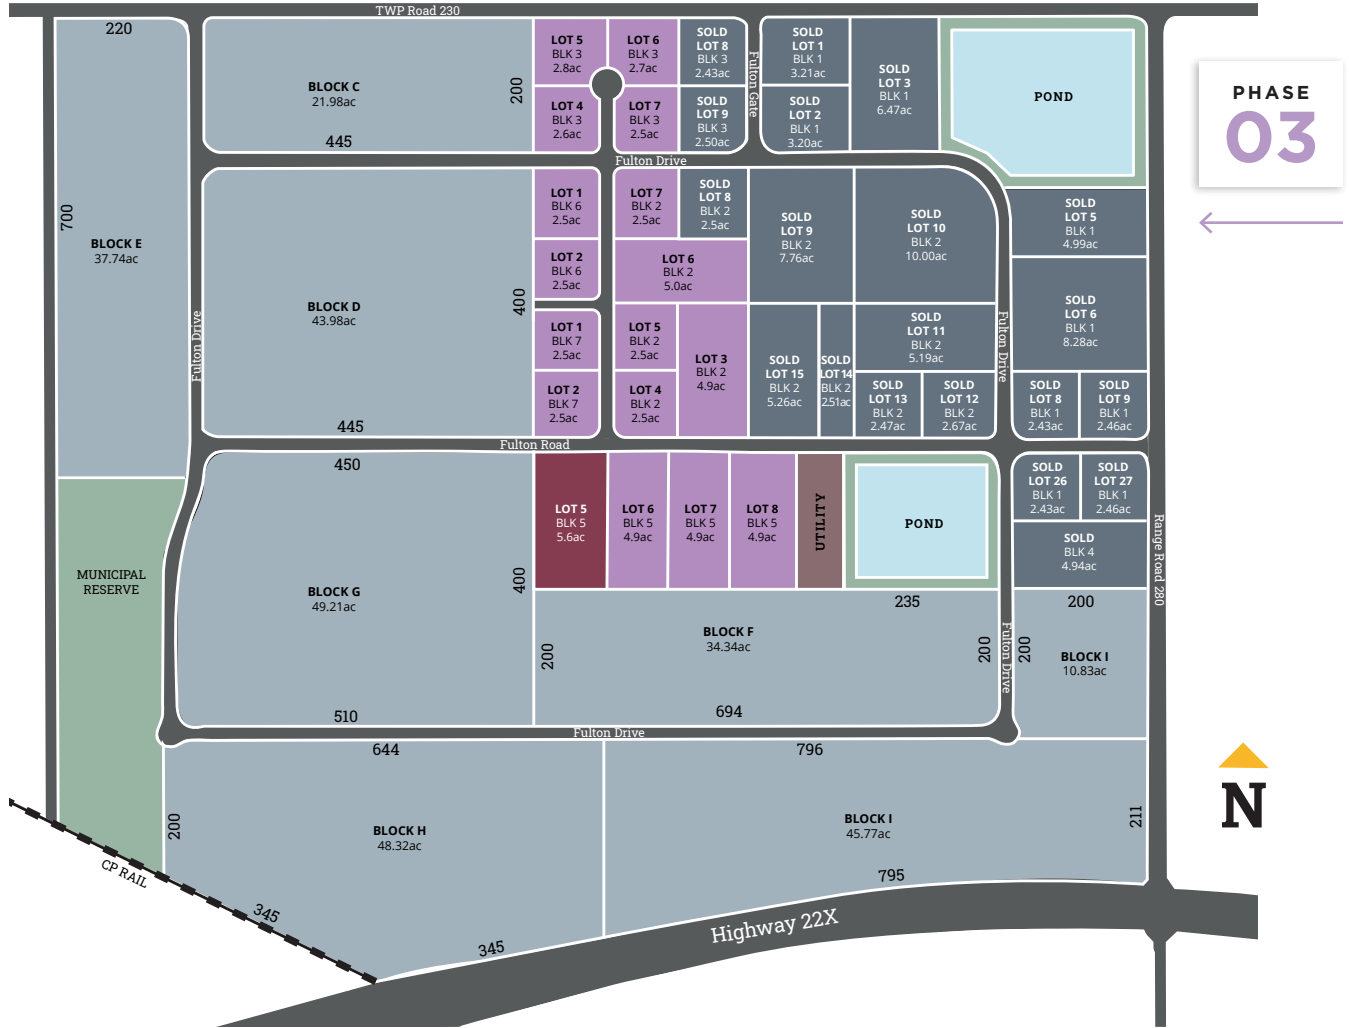 TWP Road 230
220
700
BLOCK E
37.74ac
BLOCK C
21.98ac
200
445
LOT 5
BLK 3
2.8ac
LOT 6
BLK 3
2.7ac
SOLD
LOT 8
BLK 3
2.43ac
LOT 4
BLK 3
2.6ac
LOT 7
BLK 3
2.5ac
SOLD
LOT 9
BLK 3
2.50ac
Fulton Gate
SOLD
LOT 1
BLK 1
3.21ac
SOLD
LOT 2
BLK 1
3.20ac
SOLD
LOT 3
BLK 1
6.47ac
POND
PHASE
03
Fulton Drive
Fulton Drive
BLOCK D
43.98ac
400
445
LOT 1
BLK 6
2.5ac
LOT 2
BLK 6
2.5ac
LOT 1
BLK 7
2.5ac
LOT 2
BLK 7
2.5ac
LOT 7
BLK 2
2.5ac
SOLD
LOT 8
BLK 2
2.5ac
LOT 6
BLK 2
5.0ac
LOT 5
BLK 2
2.5ac
LOT 4
BLK 2
2.5ac
LOT 3
BLK 2
4.9ac
SOLD
LOT 9
BLK 2
7.76ac
SOLD
LOT 10
BLK 2
10.00ac
SOLD
LOT 15
BLK 2
5.26ac
SOLD
LOT 14
BLK 2
2.51ac
SOLD
LOT 11
BLK 2
5.19ac
SOLD
LOT 13
BLK 2
2.47ac
SOLD
LOT 12
BLK 2
2.67ac
Fulton Drive
SOLD
LOT 5
BLK 1
4.99ac
SOLD
LOT 6
BLK 1
8.28ac
SOLD
LOT 8
BLK 1
2.43ac
SOLD
LOT 9
BLK 1
2.46ac
Fulton Road
450
BLOCK G
49.21ac
400
510
LOT 5
BLK 5
5.6ac
LOT 6
BLK 5
4.9ac
LOT 7
BLK 5
4.9ac
LOT 8
BLK 5
4.9ac
UTILITY
POND
SOLD
LOT 26
BLK 1
2.43ac
SOLD
LOT 27
BLK 1
2.46ac
SOLD
BLK 4
4.94ac
Range Road 280
MUNICIPAL
RESERVE
235
BLOCK F
34.34ac
200
200
694
Fulton Drive
200
200
BLOCK I
10.83ac
Fulton Drive
644
796
200
BLOCK H
48.32ac
BLOCK I
45.77ac
211
795
345
345
CP RAIL
Highway 22X
N